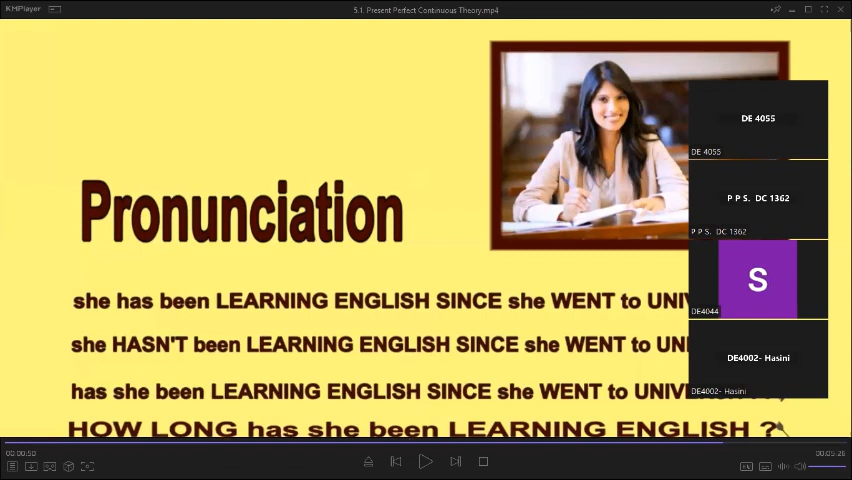 KMPlayer
5.1. Present Perfect Continuous Theory.mp4
DE 4055
DE 4055
P P S. DC 1362
P P S. DC 1362
Pronunciation
S
DE4044
she has been LEARNING ENGLISH SINCE she WENT to
she HASN'T been LEARNING ENGLISH SINCE she WENT to
DE4002- Hasini
DE4002- Hasini
has she been LEARNING ENGLISH SINCE she WENT to
HOW LONG has she been LEARNING ENGLISH ?
00:00:50
00:05:26